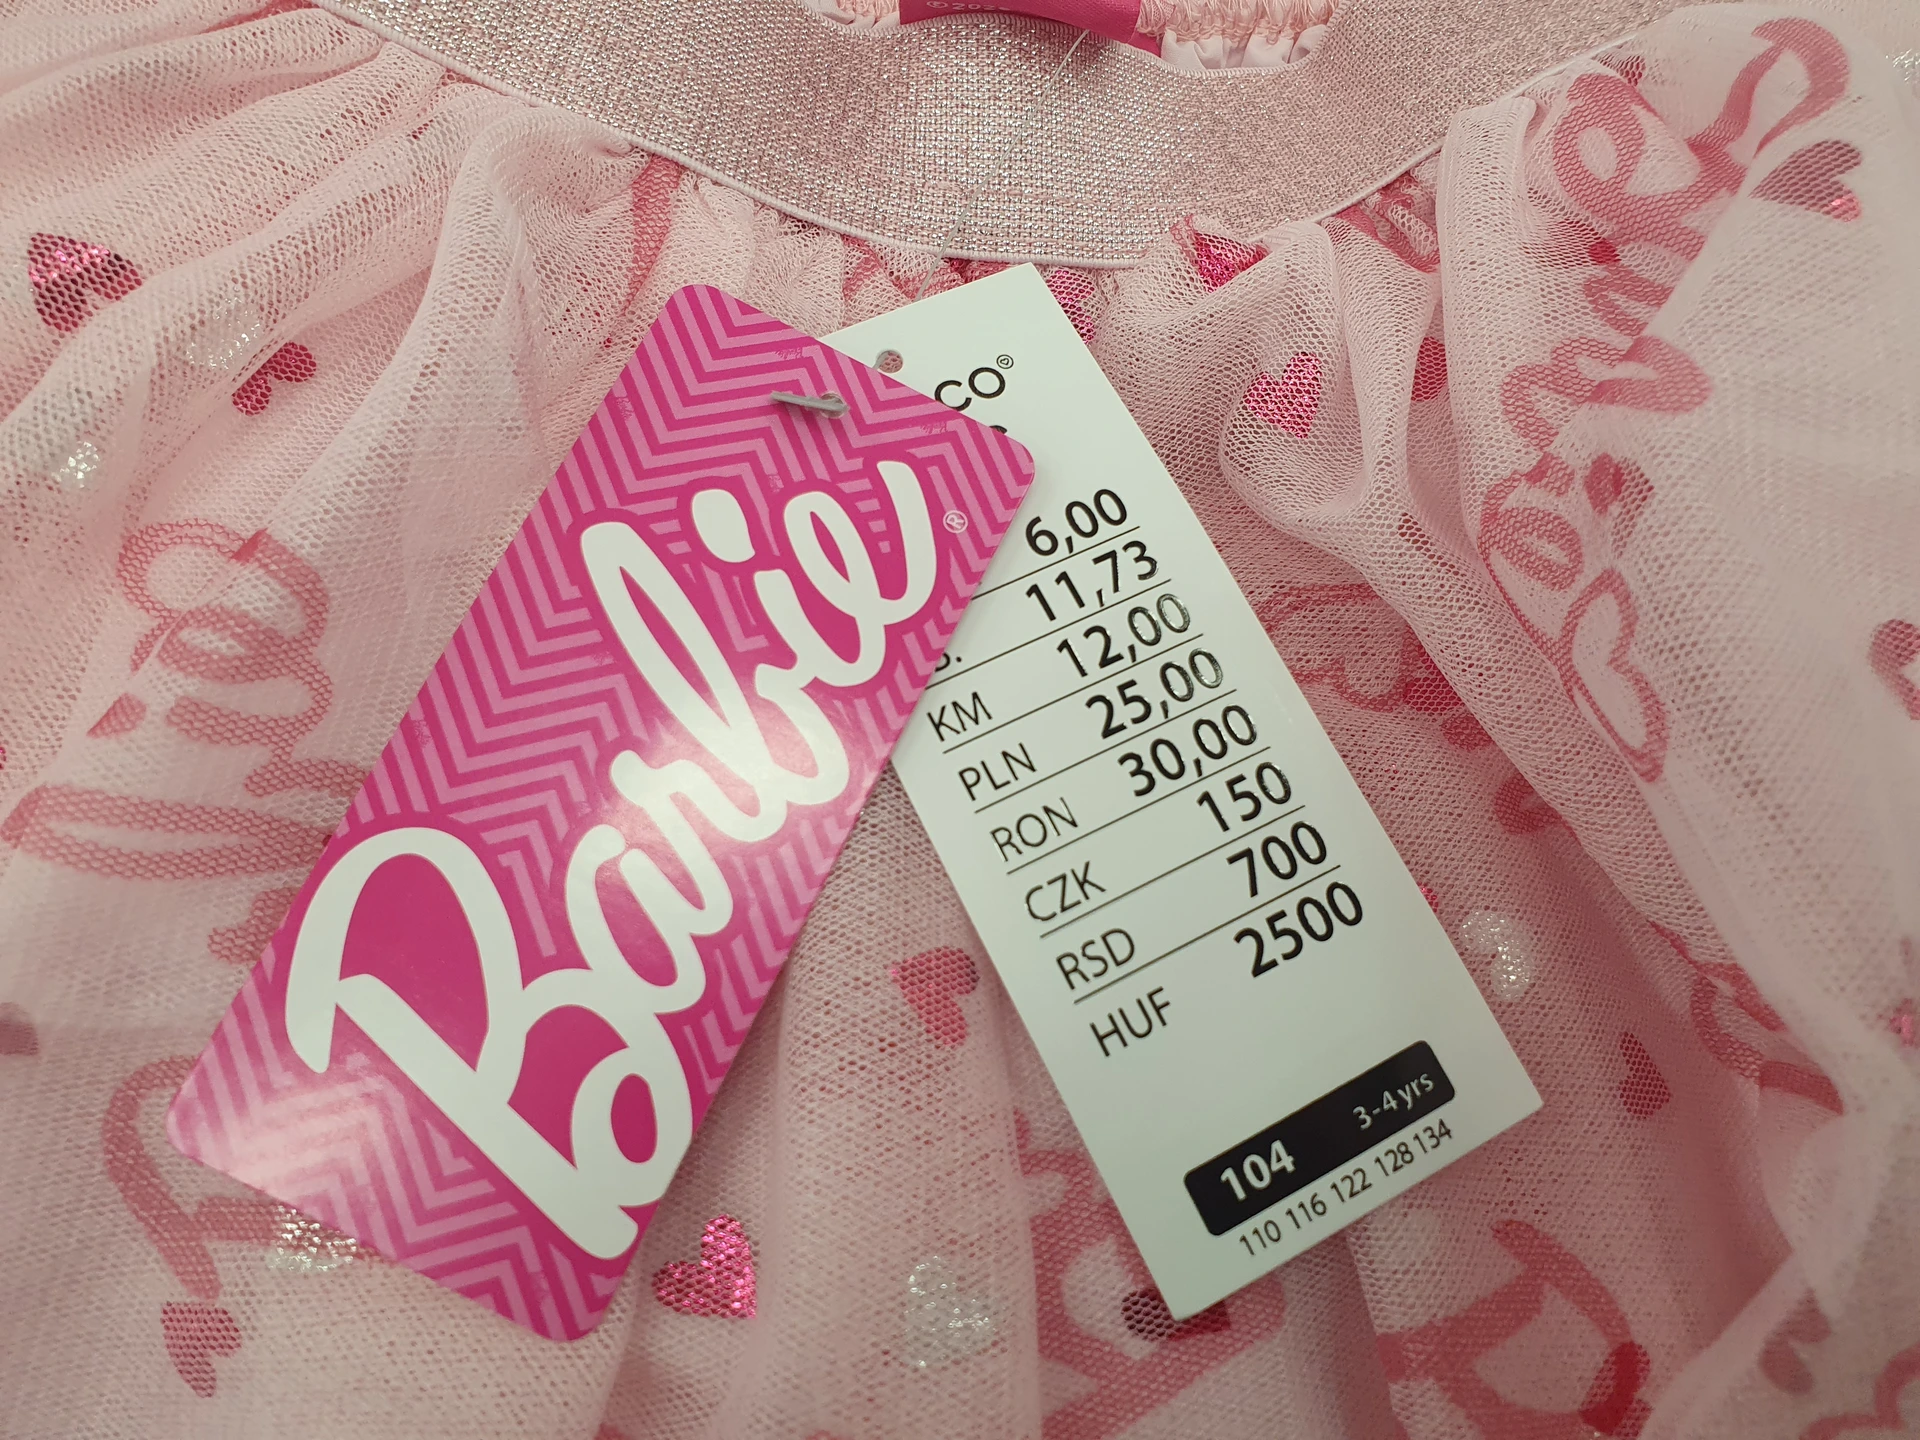 © 202
Barbie®
CO
6,00
11,73
KM 12,00
PLN 25,00
RON 30,00
CZK 150
RSD 700
HUF 2500
104 3-4 yrs
110 116 122 128 134